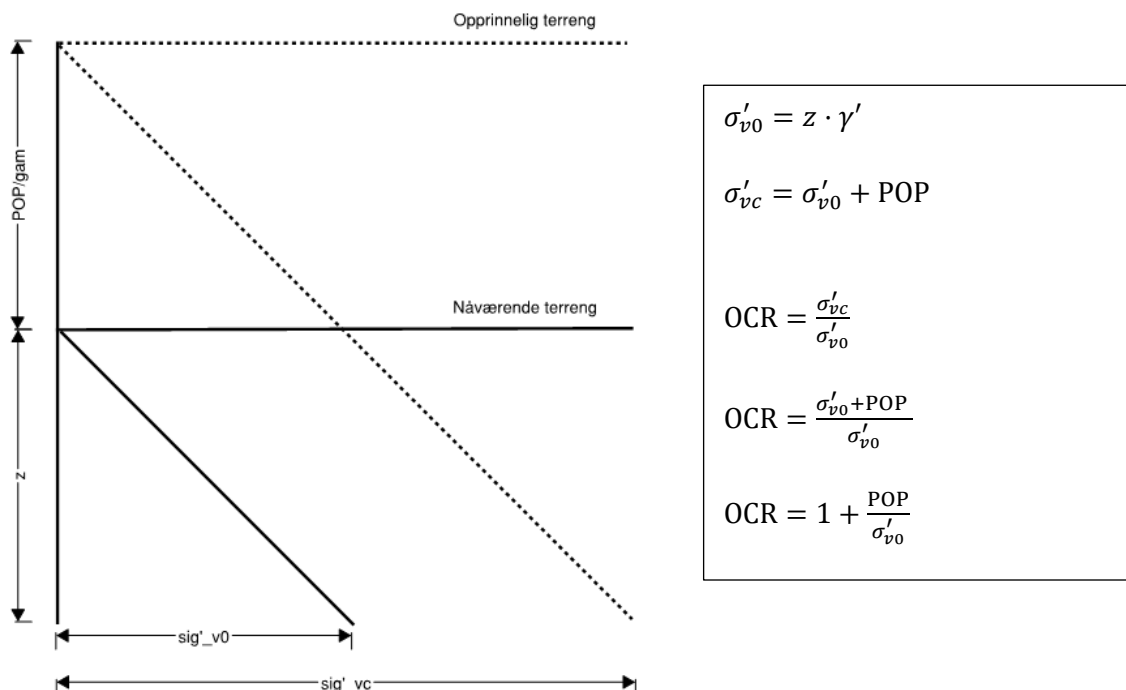 Opprinnelig terreng
POP/gam
Nåværende terreng
z
sig'_v0
sig'_vc
σ′v0 = z · γ′
σ′vc = σ′v0 + POP
OCR = σ′vc / σ′v0
OCR = (σ′v0+POP) / σ′v0
OCR = 1 + POP / σ′v0